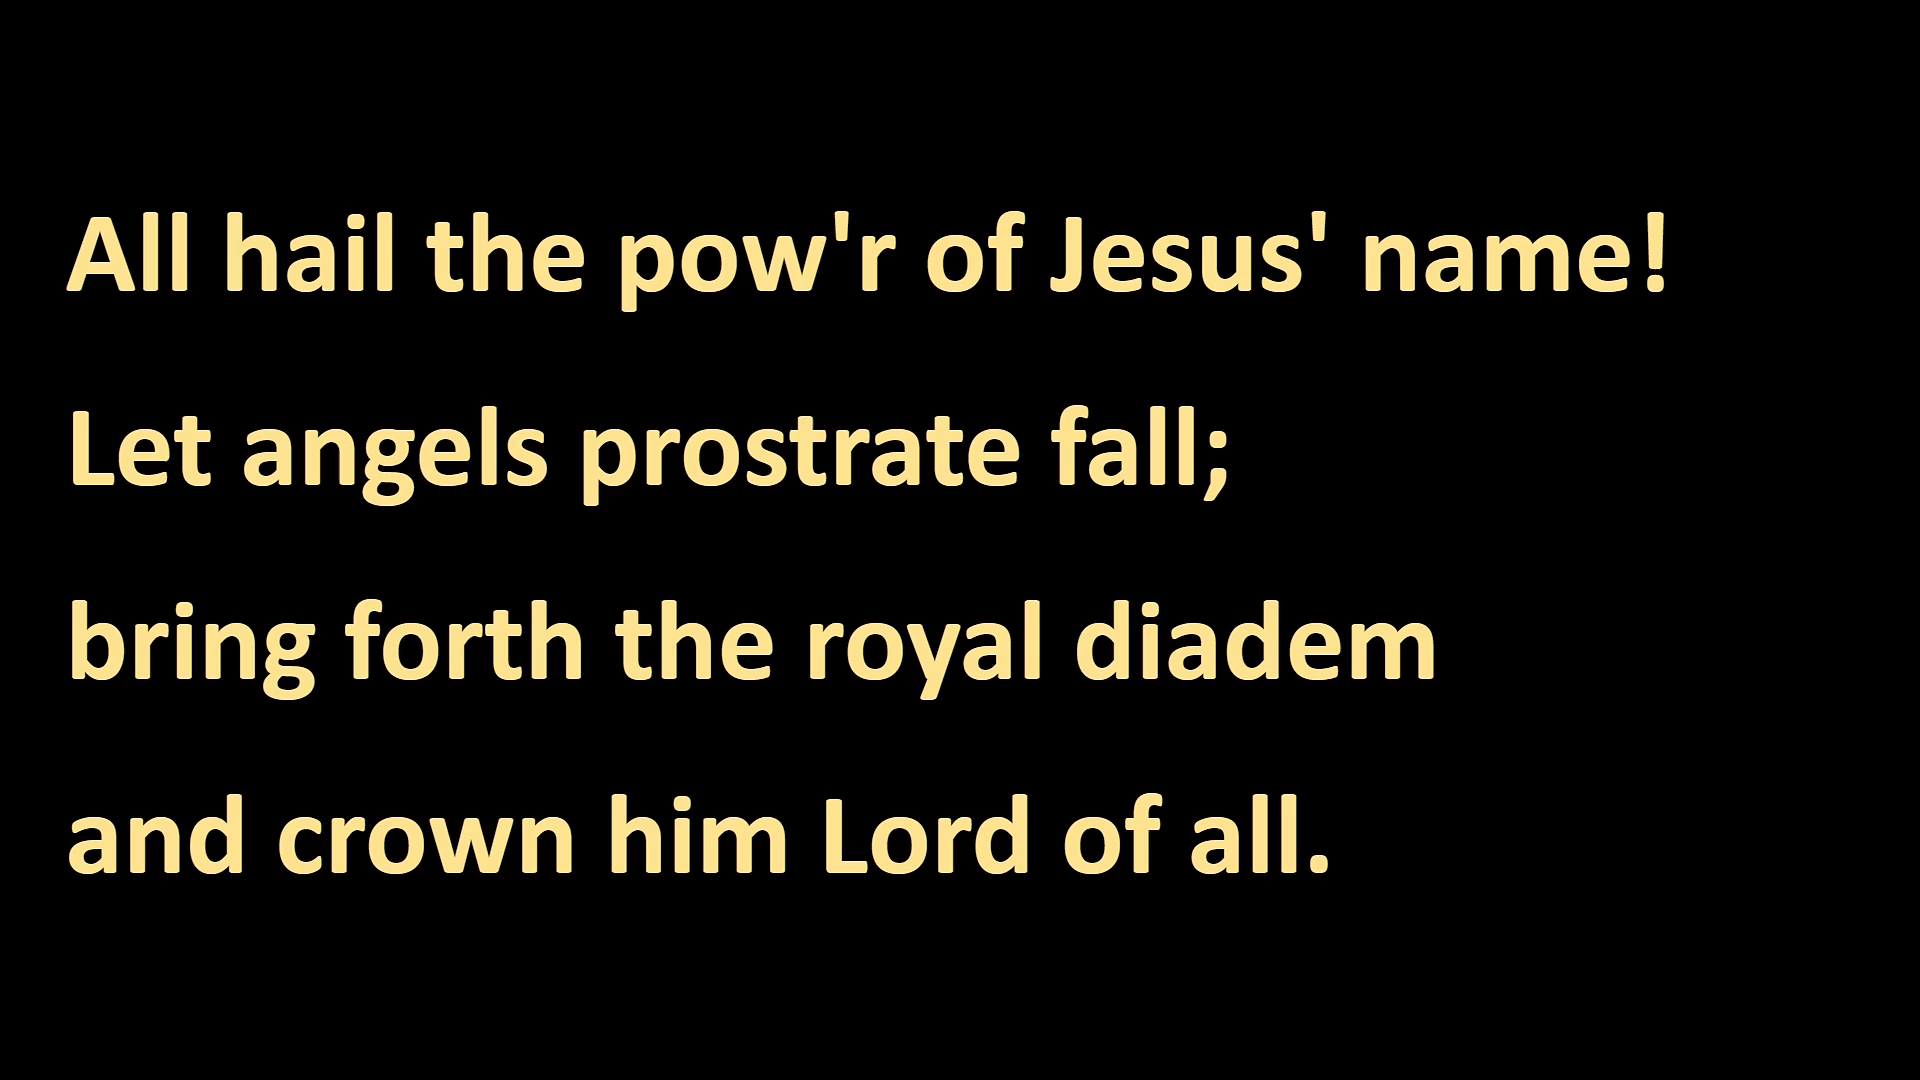 All hail the pow'r of Jesus' name!
Let angels prostrate fall;
bring forth the royal diadem
and crown him Lord of all.